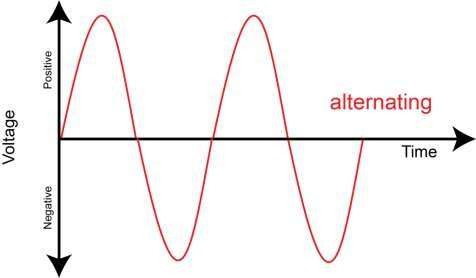 Positive
alternating
Voltage
Time
Negative